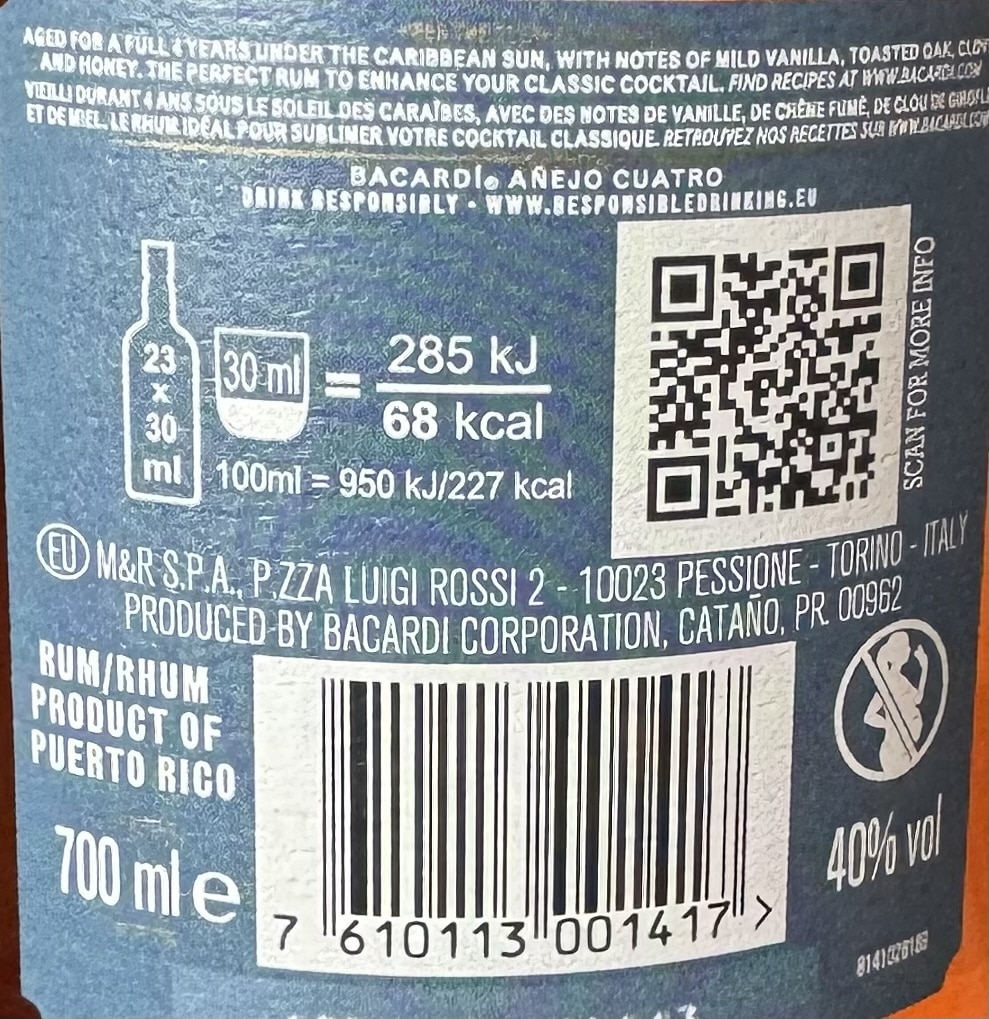 AGED FOR A FULL 4 YEARS UNDER THE CARIBBEAN SUN, WITH NOTES OF MILD VANILLA, TOASTED OAK,
AND HONEY. THE PERFECT RUM TO ENHANCE YOUR CLASSIC COCKTAIL. FIND RECIPES AT WWW.BACARDI.COM
VIEILLI DURANT 4 ANS SOUS LE SOLEIL DES CARAÏBES, AVEC DES NOTES DE VANILLE, DE CHÊNE FUMÉ, DE CLOU DE
ET DE MIEL. LE RHUM IDÉAL POUR SUBLIMER VOTRE COCKTAIL CLASSIQUE. RETROUVEZ NOS RECETTES SUR WWW.BACARDI.COM
BACARDÍ® AÑEJO CUATRO
DRINK RESPONSIBLY • WWW.RESPONSIBLEDRINKING.EU
23
x
30
ml
30 ml
=
285 kJ
68 kcal
100ml = 950 kJ/227 kcal
SCAN FOR MORE INFO
EU M&R S.P.A., P.ZZA LUIGI ROSSI 2 - 10023 PESSIONE - TORINO - ITALY
PRODUCED BY BACARDI CORPORATION, CATAÑO, PR 00962
RUM/RHUM
PRODUCT OF
PUERTO RICO
700 ml e
40% vol
7 610113 001417 >